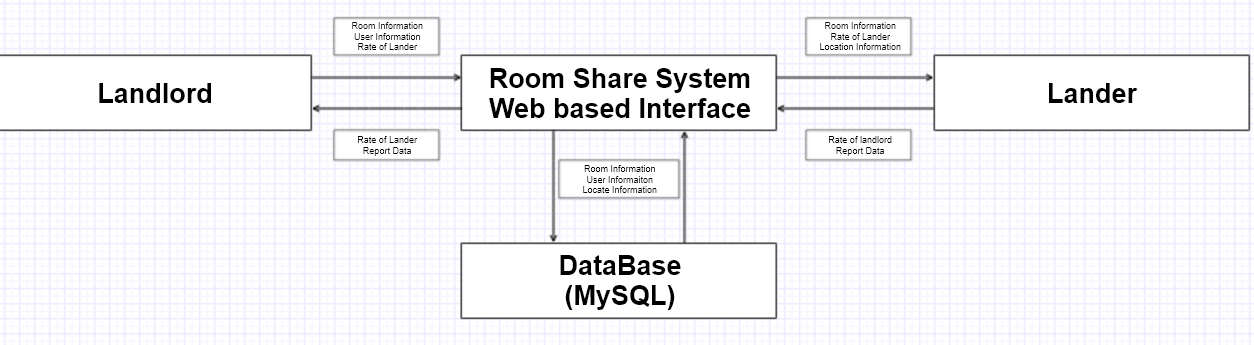 Room Information
User Information
Rate of Lander
Room Information
Rate of Lander
Location Information
Landlord
Room Share System
Web based Interface
Lander
Rate of Lander
Report Data
Rate of landlord
Report Data
Room Information
User Informaiton
Locate Information
DataBase
(MySQL)